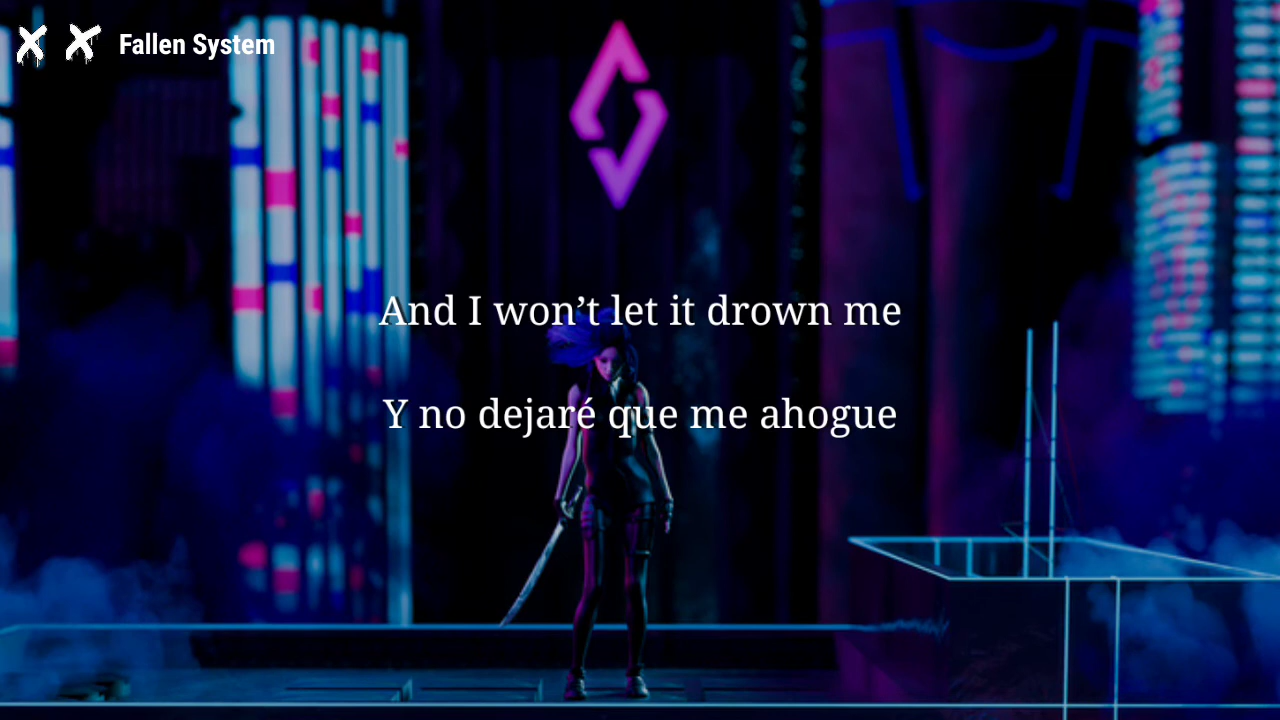 Fallen System
And I won’t let it drown me
Y no dejaré que me ahogue